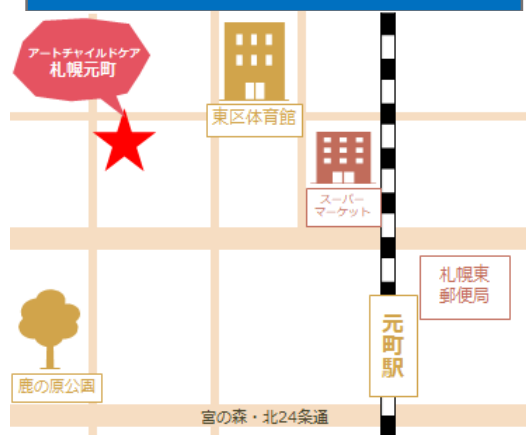 アートチャイルドケア
札幌元町
東区体育館
スーパー
マーケット
札幌東
郵便局
元町駅
鹿の原公園
宮の森・北24条通